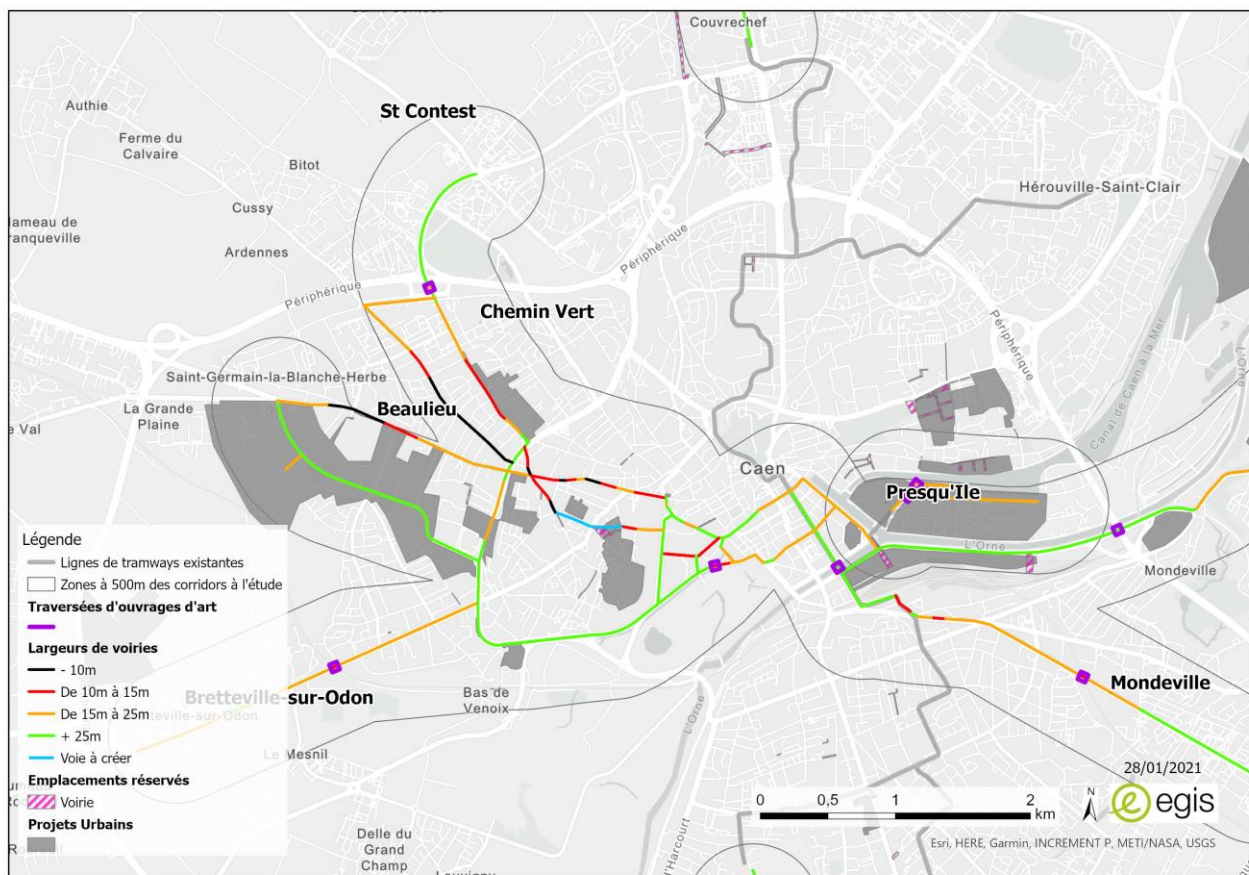 Couvrechef
Authie
St Contest
Ferme du
Calvaire
Bitot
Hérouville-Saint-Clair
Cussy
Ardennes
Périphérique
Périphérique
Chemin Vert
Périphérique
Canal de Caen à la Mer
L'Orne
Saint-Germain-la-Blanche-Herbe
La Grande
Plaine
Beaulieu
e Val
Caen
Presqu'Ile
L'Orne
Mondeville
Légende
Lignes de tramways existantes
Zones à 500m des corridors à l'étude
Traversées d'ouvrages d'art
Largeurs de voiries
- 10m
De 10m à 15m
De 15m à 25m
+ 25m
Voie à créer
Emplacements réservés
Voirie
Projets Urbains
Bretteville-sur-Odon
Bas de
Venoix
L'Orne
Mondeville
Le Mesnil
Delle du
Grand
Champ
d'Harcourt
28/01/2021
0 0,5 1 2
km
N
egis
Esri, HERE, Garmin, INCREMENT P, METI/NASA, USGS